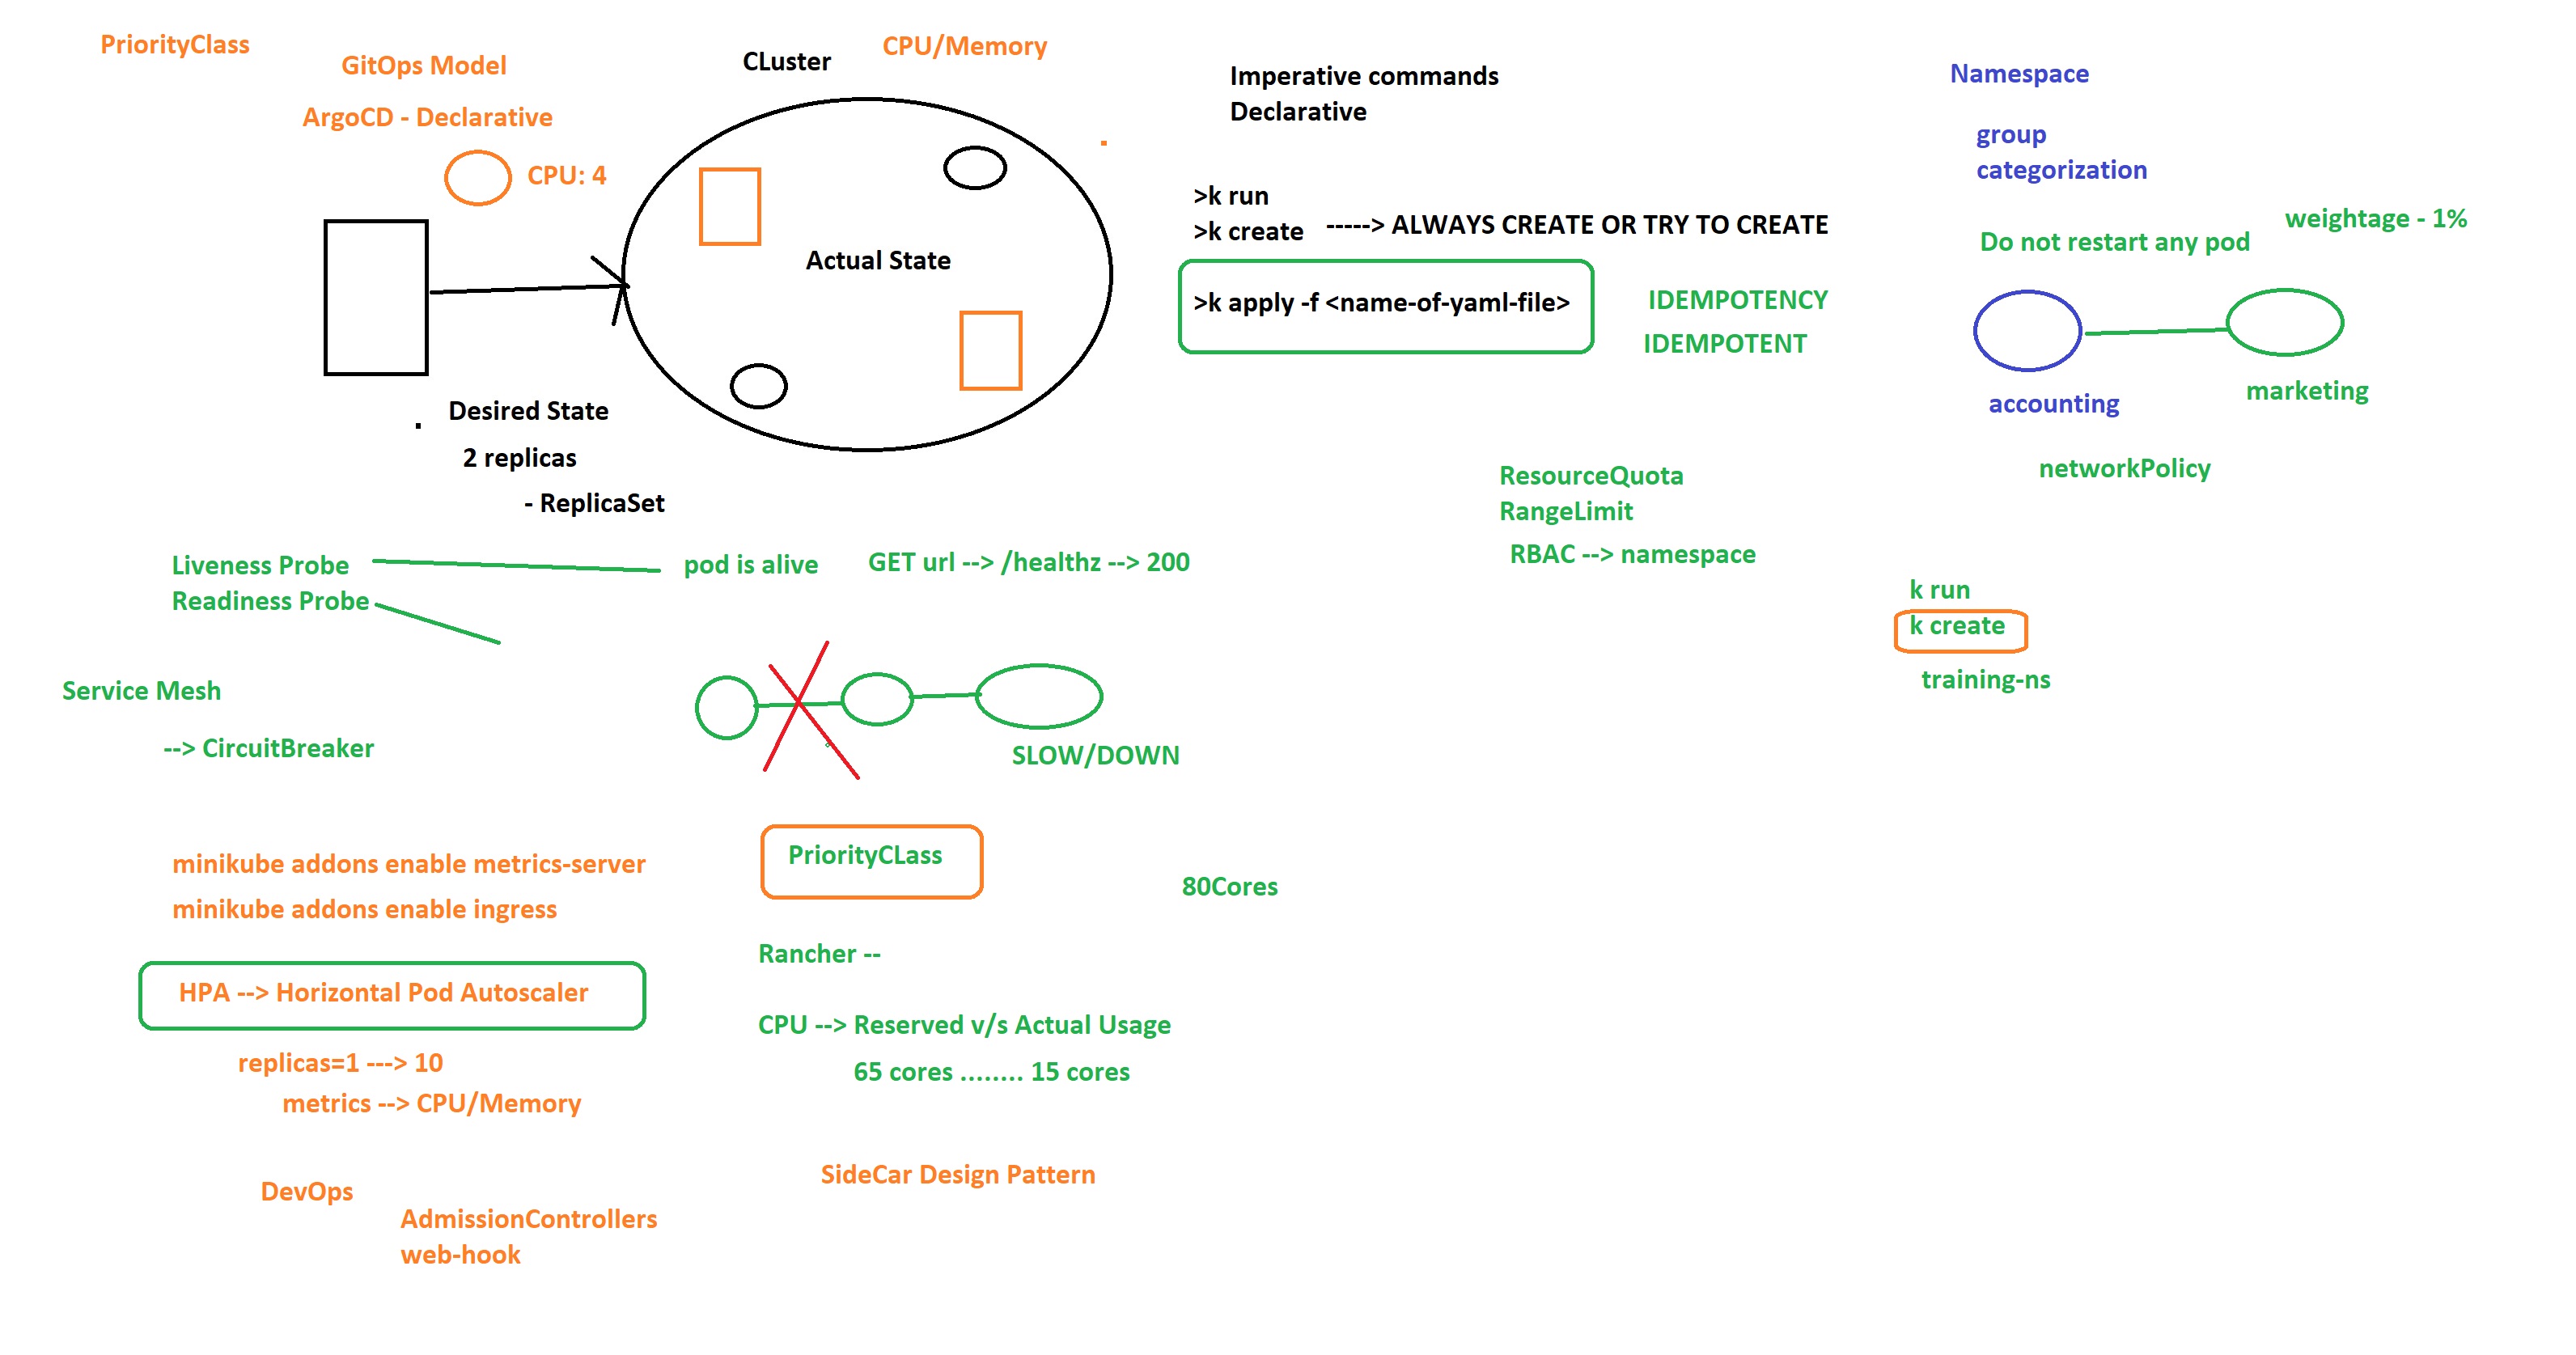 PriorityClass
GitOps Model
ArgoCD - Declarative
CPU: 4
CLuster
CPU/Memory
Actual State
Desired State
2 replicas
- ReplicaSet
Imperative commands
Declarative
>k run
>k create -----> ALWAYS CREATE OR TRY TO CREATE
>k apply -f <name-of-yaml-file>
IDEMPOTENCY
IDEMPOTENT
Namespace
group
categorization
weightage - 1%
Do not restart any pod
accounting
marketing
networkPolicy
ResourceQuota
RangeLimit
RBAC --> namespace
k run
k create
training-ns
Liveness Probe
Readiness Probe
pod is alive
GET url --> /healthz --> 200
Service Mesh
--> CircuitBreaker
SLOW/DOWN
minikube addons enable metrics-server
minikube addons enable ingress
HPA --> Horizontal Pod Autoscaler
replicas=1 ---> 10
metrics --> CPU/Memory
DevOps
AdmissionControllers
web-hook
PriorityCLass
80Cores
Rancher --
CPU --> Reserved v/s Actual Usage
65 cores ........ 15 cores
SideCar Design Pattern